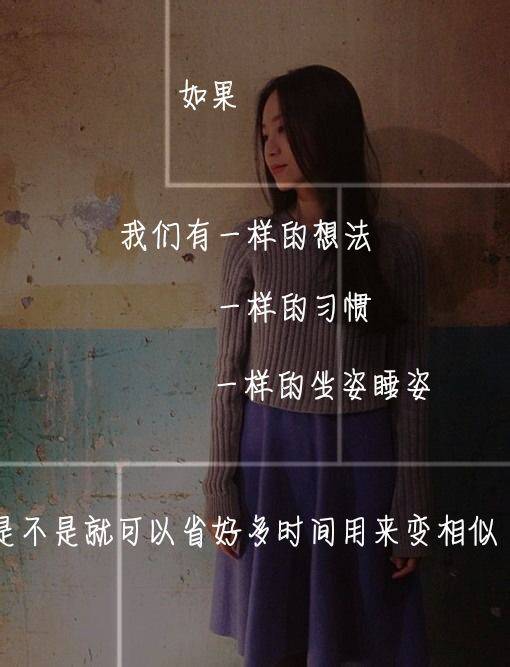 如果
我们有一样的想法
一样的习惯
一样的坐姿睡姿
是不是就可以省好多时间用来变相似